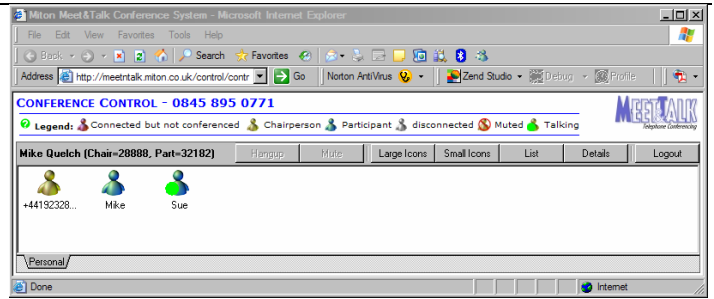 Miton Meet&Talk Conference System - Microsoft Internet Explorer
File Edit View Favorites Tools Help
Back Search Favorites
Address http://meetntalk.miton.co.uk/control/contr Go Norton AntiVirus Zend Studio Debug Profile
CONFERENCE CONTROL - 0845 895 0771
MEET&TALK
Telephone Conferencing
? Legend: Connected but not conferenced Chairperson Participant disconnected Muted Talking
Mike Quelch (Chair=28888, Part=32182) Hangup Mute Large Icons Small Icons List Details Logout
+44192328... Mike Sue
Personal
Done Internet